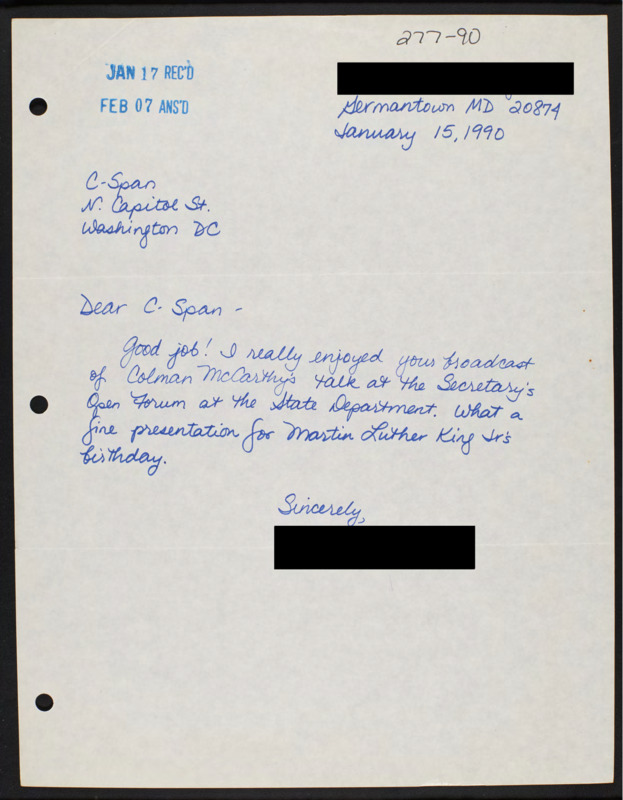 277-90
JAN 17 REC'D
FEB 07 ANS'D
Germantown MD 20874
January 15, 1990
C-Span
N. Capitol St.
Washington DC
Dear C-Span -
Good job! I really enjoyed your broadcast
of Colman McCarthy's talk at the Secretary's
Open Forum at the State Department. What a
fine presentation for Martin Luther King Jr's
birthday.
Sincerely,